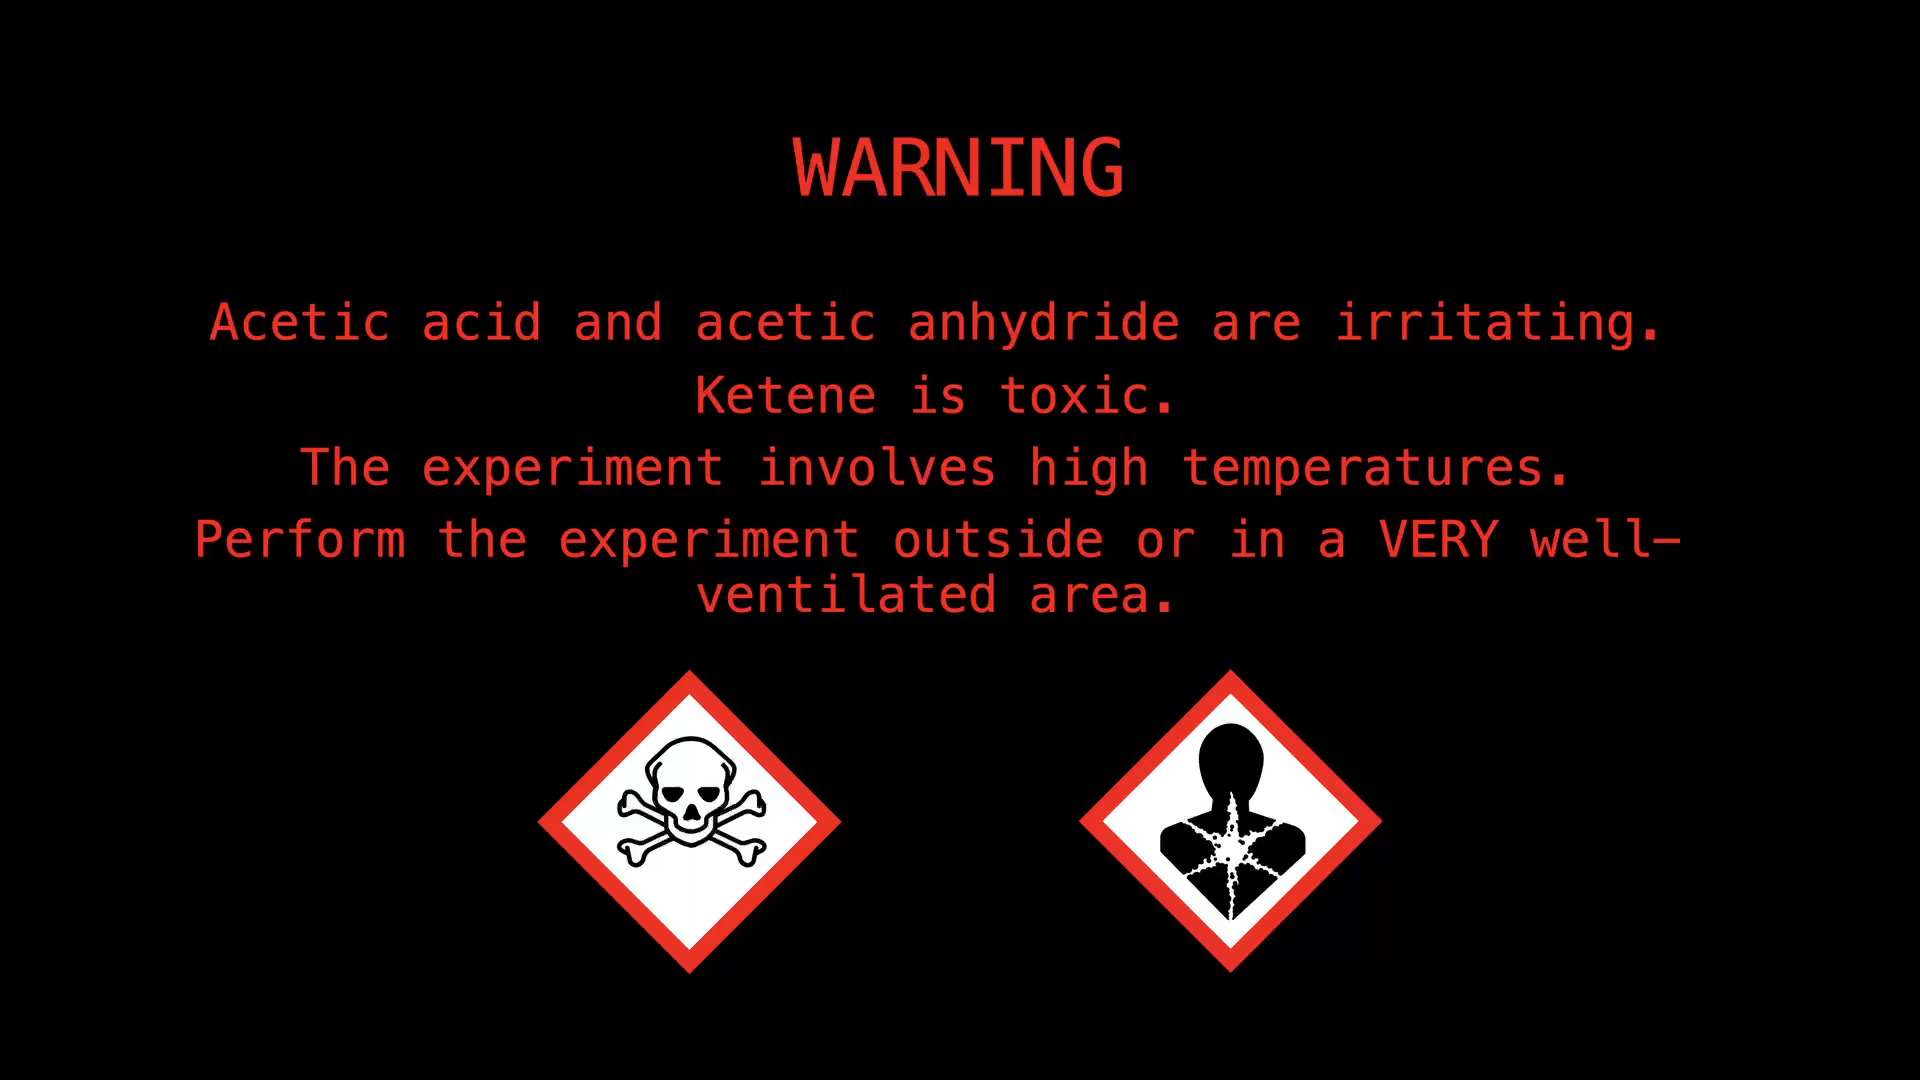 WARNING
Acetic acid and acetic anhydride are irritating.
Ketene is toxic.
The experiment involves high temperatures.
Perform the experiment outside or in a VERY well-
ventilated area.